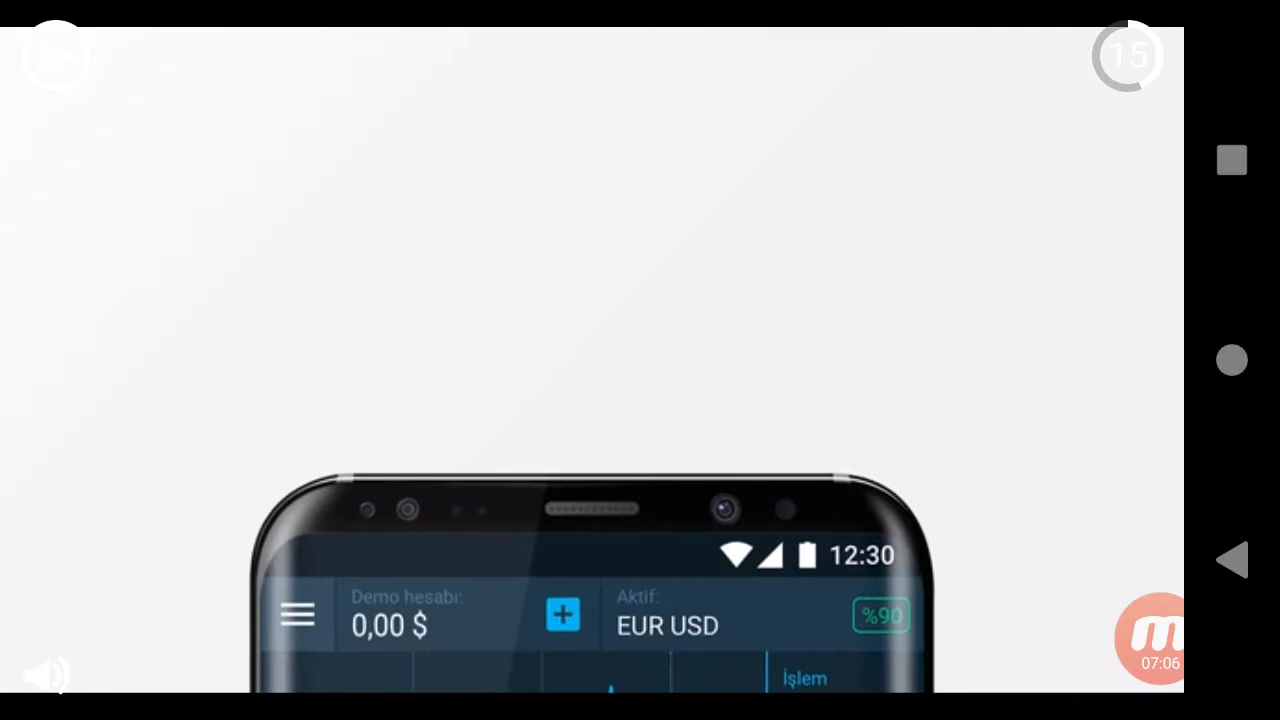 15
12:30
Demo hesabı:
0,00 $
+
Aktif:
EUR USD
%90
İşlem
07:06